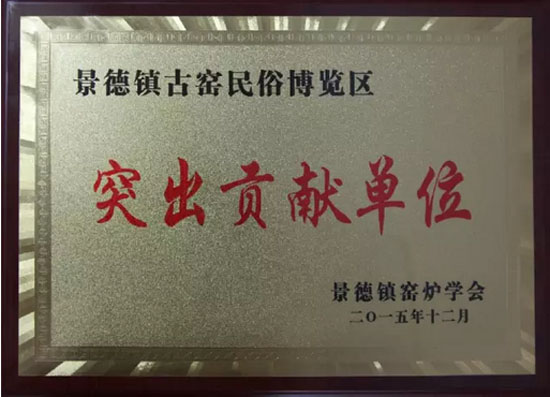 景德镇古窑民俗博览区
突出贡献单位
景德镇窑炉学会
二〇一五年十二月